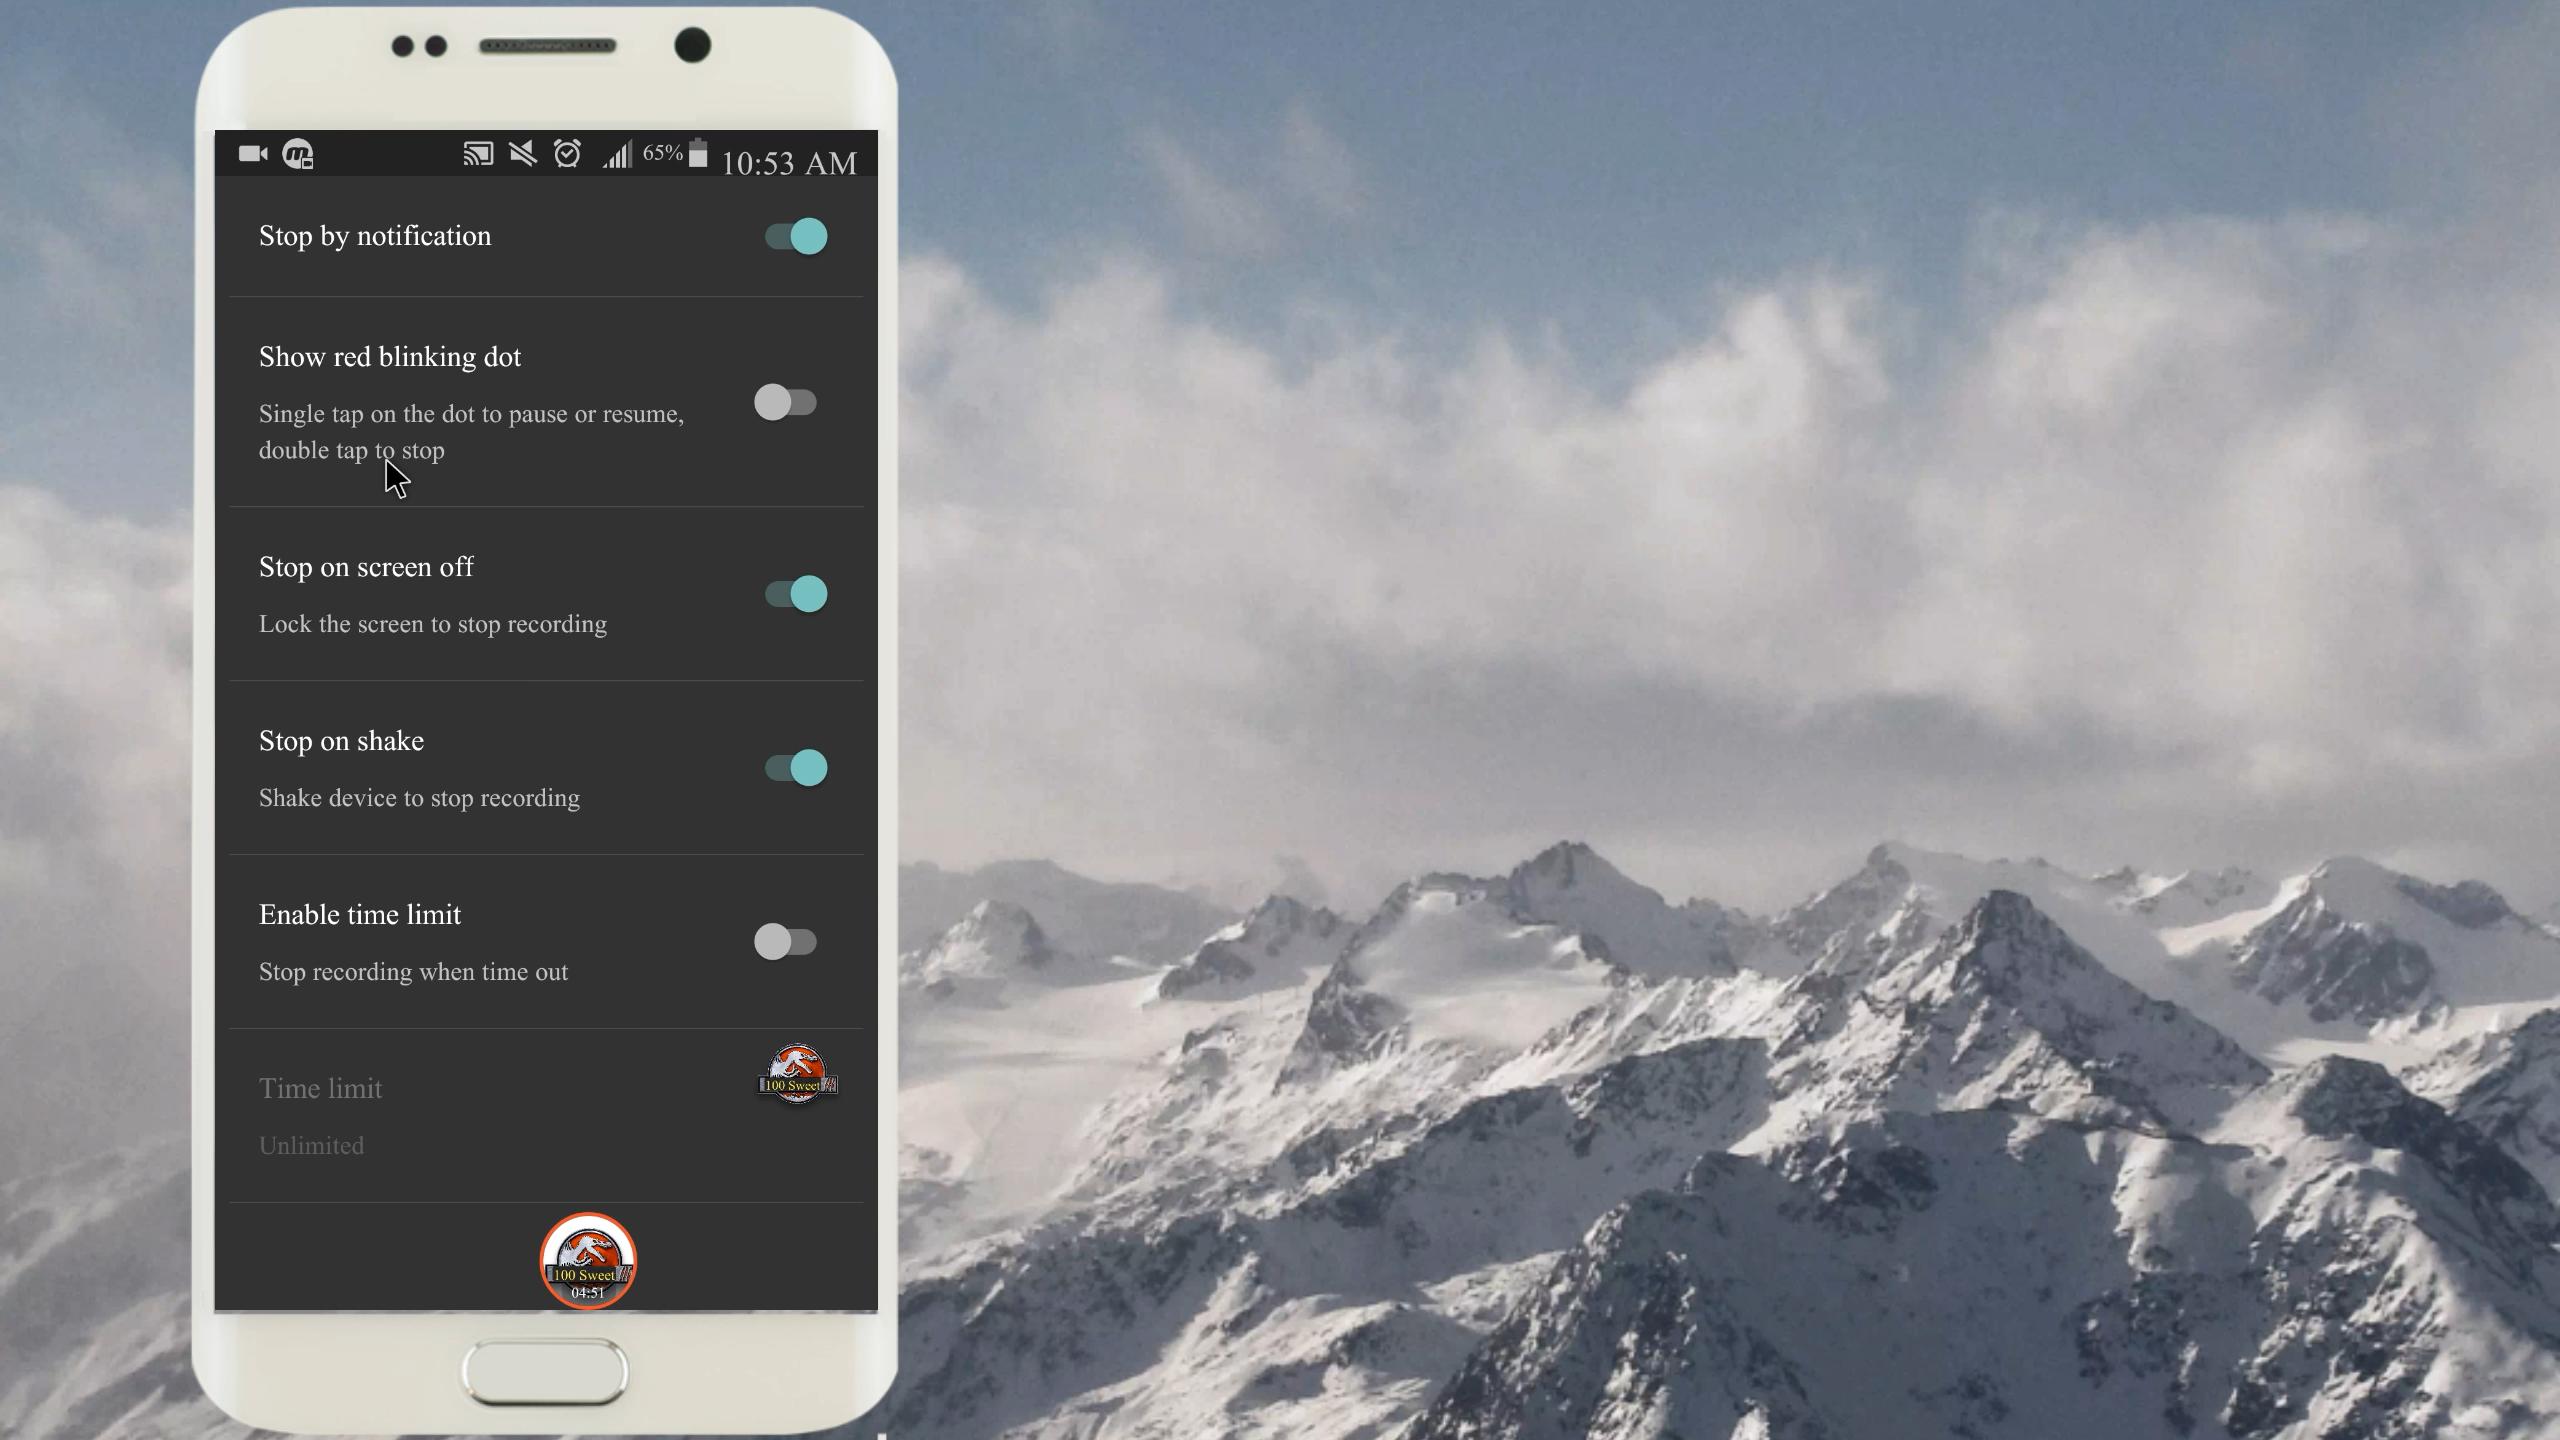 65% 10:53 AM
Stop by notification
Show red blinking dot
Single tap on the dot to pause or resume,
double tap to stop
Stop on screen off
Lock the screen to stop recording
Stop on shake
Shake device to stop recording
Enable time limit
Stop recording when time out
100 Sweet
Time limit
Unlimited
100 Sweet
04:51